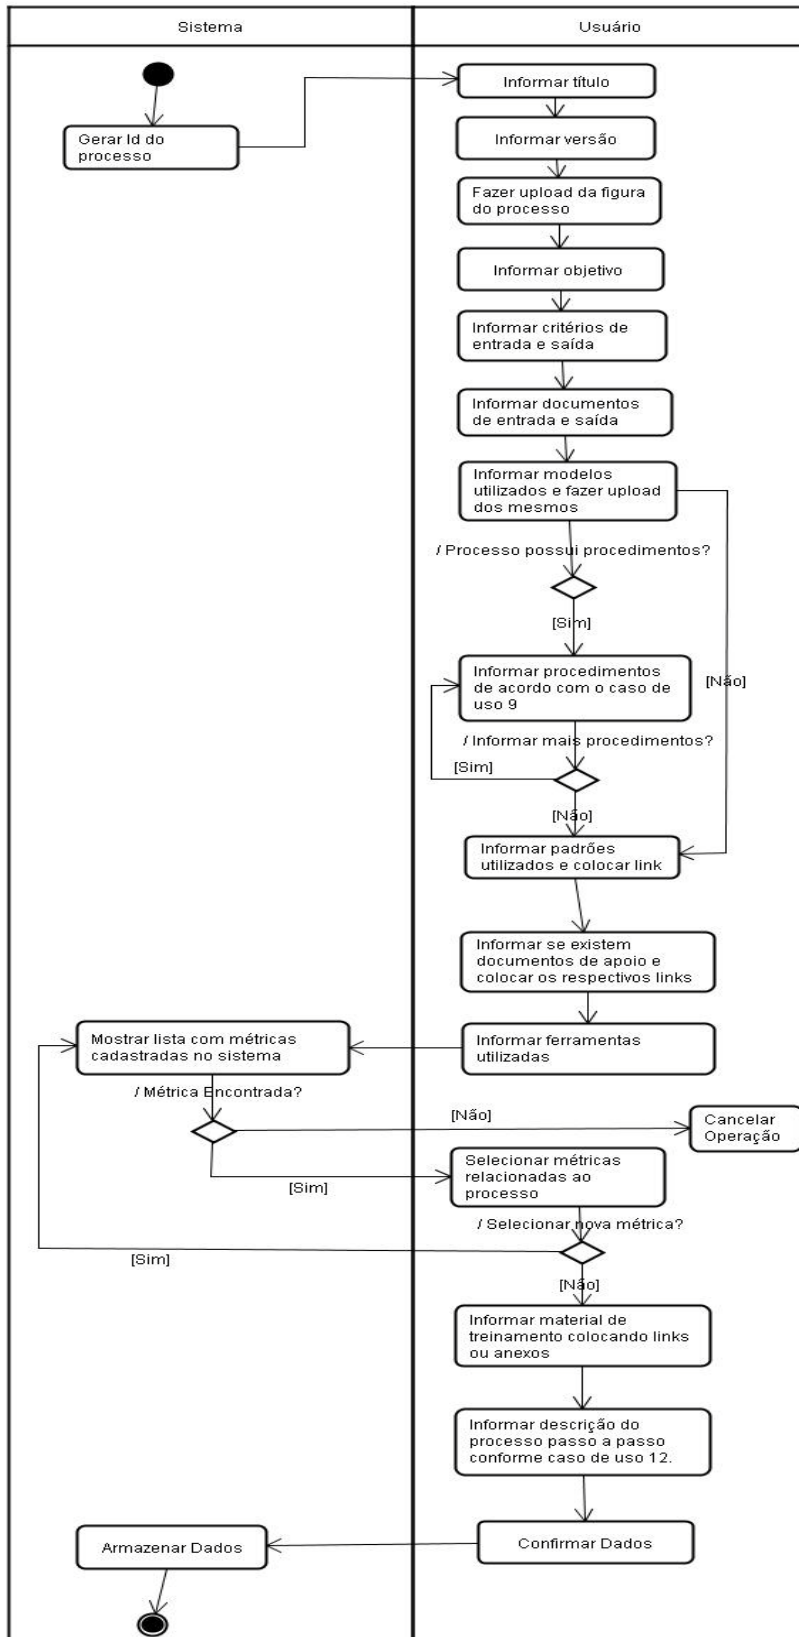 Sistema
Usuário
Informar título
Gerar Id do
processo
Informar versão
Fazer upload da figura
do processo
Informar objetivo
Informar critérios de
entrada e saída
Informar documentos
de entrada e saída
Informar modelos
utilizados e fazer upload
dos mesmos
/ Processo possui procedimentos?
[Sim]
Informar procedimentos
de acordo com o caso de
uso 9
[Não]
/ Informar mais procedimentos?
[Sim]
[Não]
Informar padrões
utilizados e colocar link
Informar se existem
documentos de apoio e
colocar os respectivos links
Mostrar lista com métricas
cadastradas no sistema
Informar ferramentas
utilizadas
/ Métrica Encontrada?
[Não]
Cancelar
Operação
[Sim]
Selecionar métricas
relacionadas ao
processo
/ Selecionar nova métrica?
[Sim]
[Não]
Informar material de
treinamento colocando links
ou anexos
Informar descrição do
processo passo a passo
conforme caso de uso 12.
Armazenar Dados
Confirmar Dados